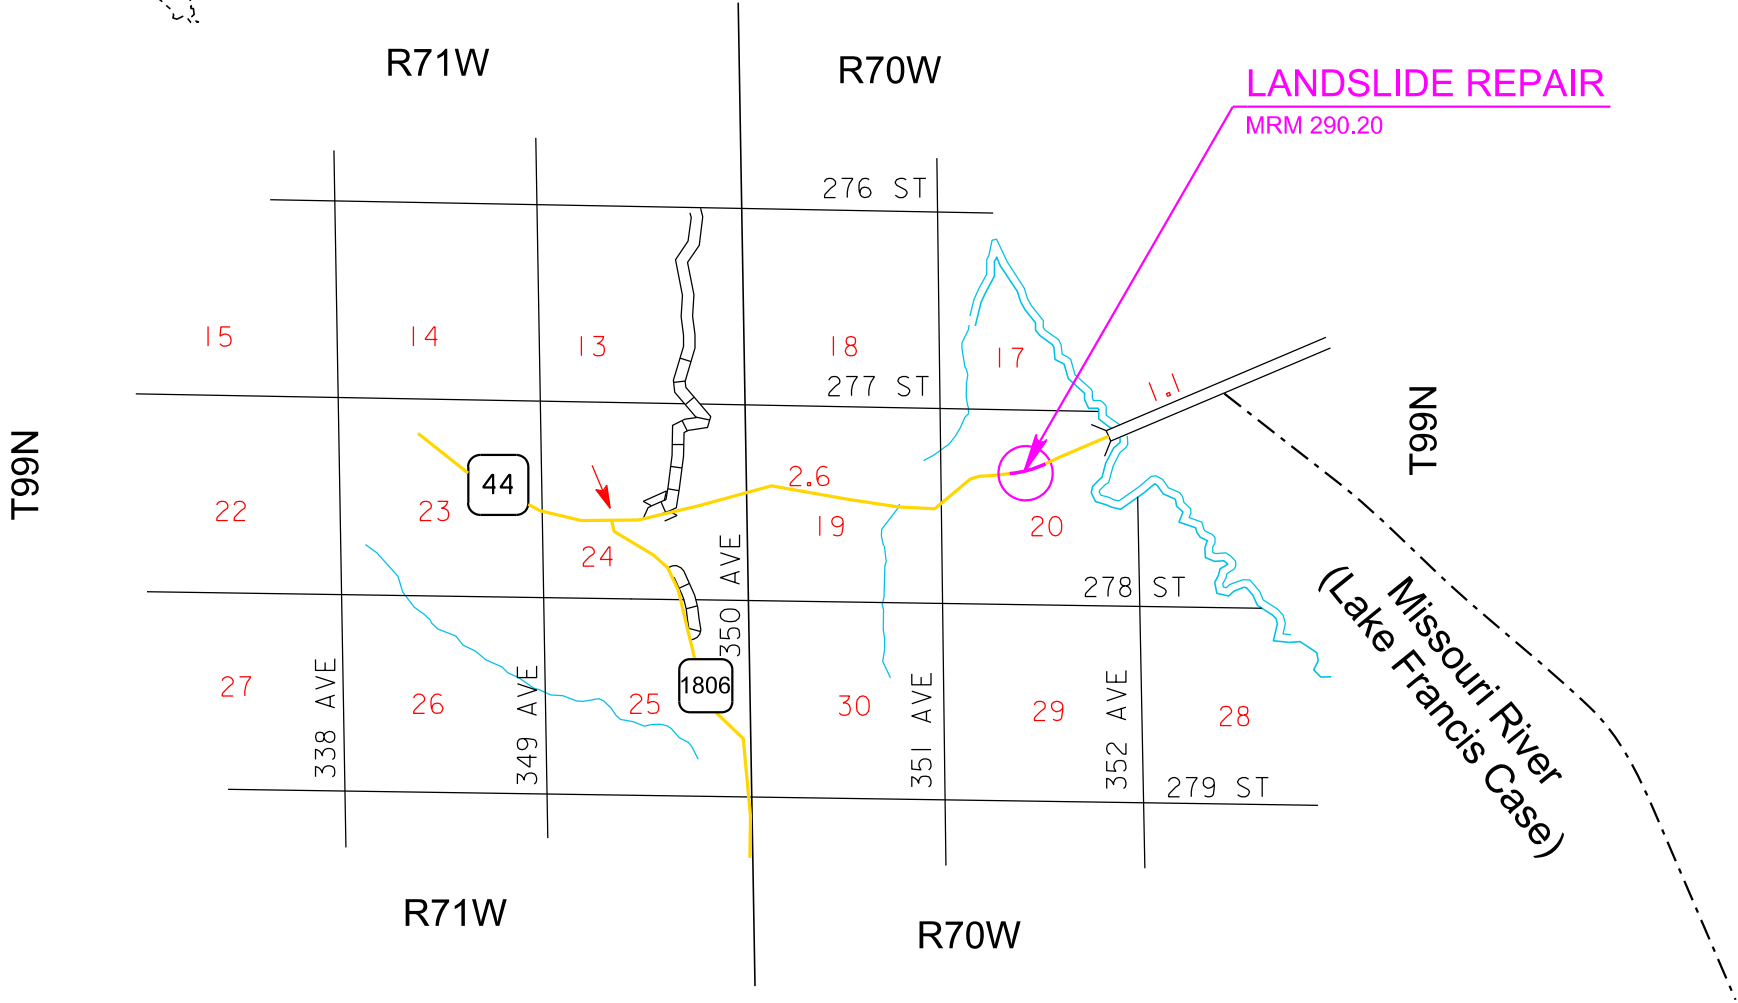 R71W
R70W
LANDSLIDE REPAIR
MRM 290.20
276 ST
15
14
13
18
17
277 ST
1.1
T99N
T99N
44
2.6
22
23
24
19
20
350 AVE
278 ST
Missouri River
(Lake Francis Case)
338 AVE
349 AVE
351 AVE
352 AVE
27
26
25
1806
30
29
28
279 ST
R71W
R70W